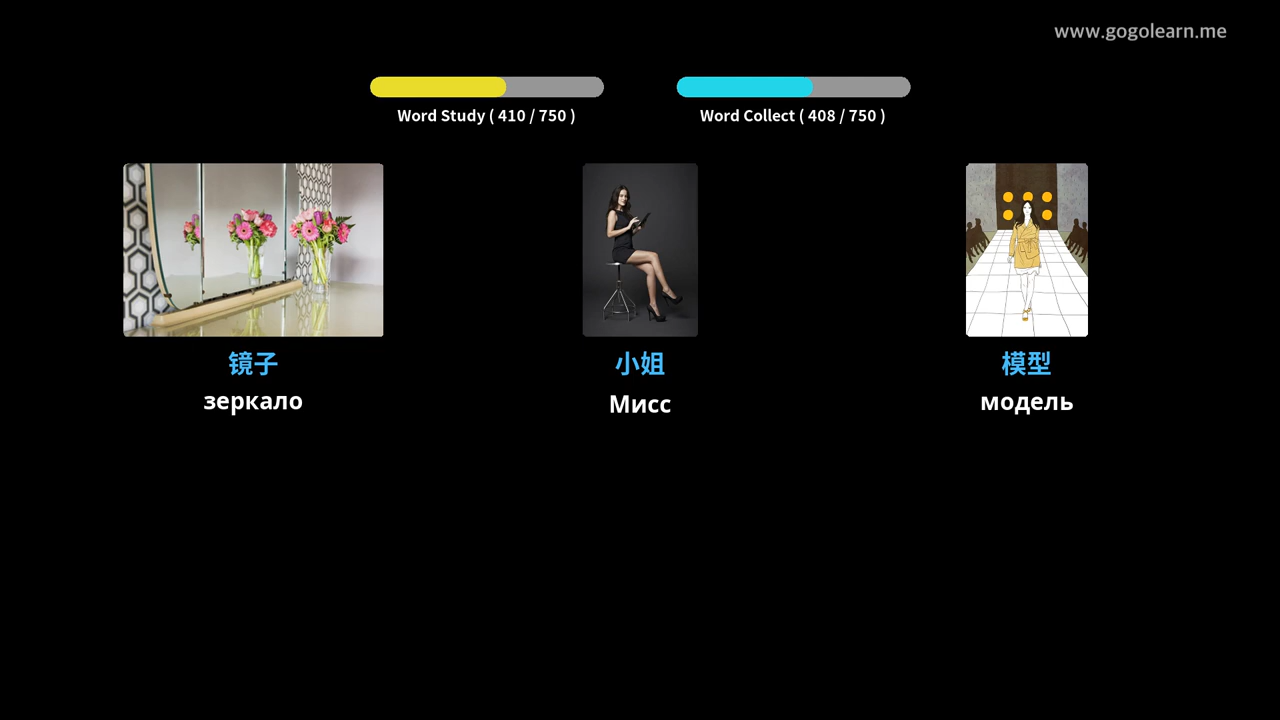 www.gogolearn.me
Word Study ( 410 / 750 )
Word Collect ( 408 / 750 )
镜子
小姐
模型
зеркало
Мисс
модель